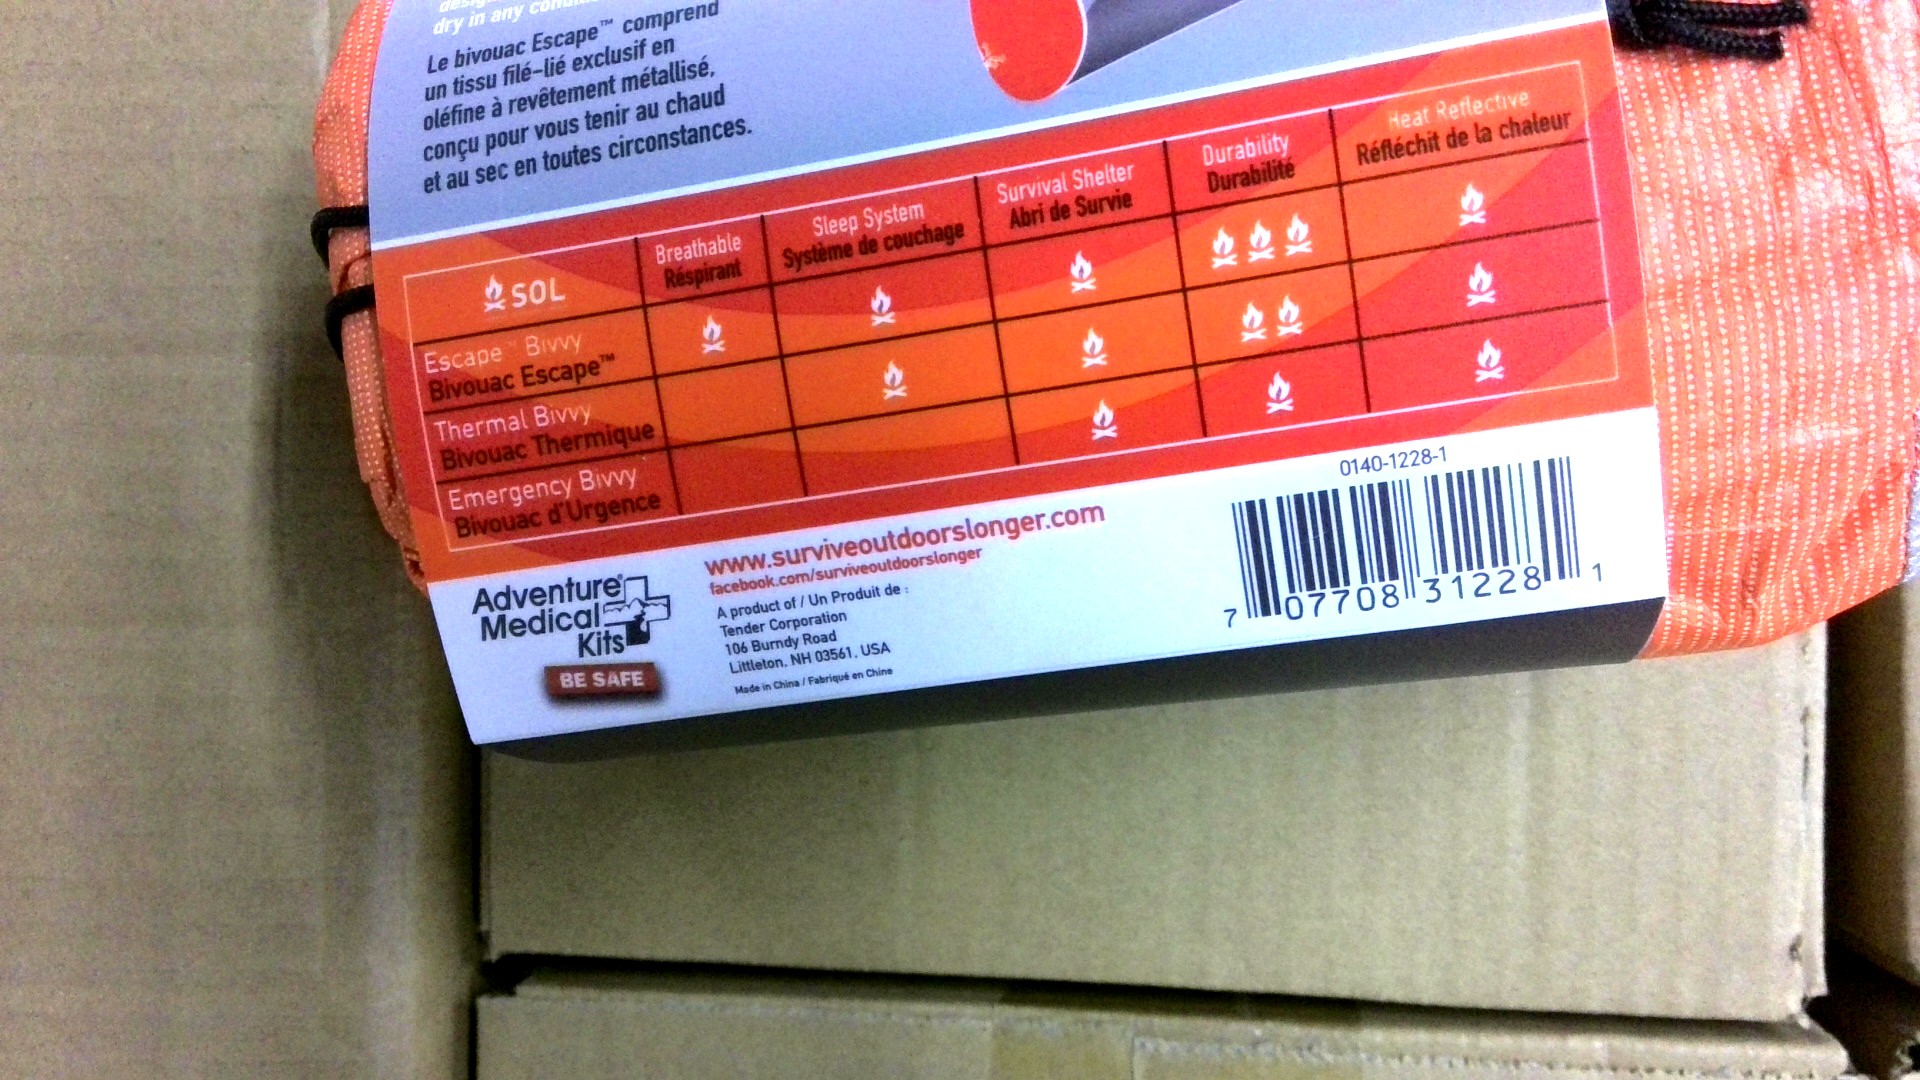 dry in any
Le bivouac Escape™ comprend
un tissu filé-lié exclusif en
oléfine à revêtement métallisé,
conçu pour vous tenir au chaud
et au sec en toutes circonstances.
SOL
Breathable
Réspirant
Sleep System
Système de couchage
Survival Shelter
Abri de Survie
Durability
Durabilité
Heat Reflective
Réfléchit de la chaleur
Escape™ Bivvy
Bivouac Escape™
Thermal Bivvy
Bivouac Thermique
Emergency Bivvy
Bivouac d'Urgence
Adventure®
Medical
Kits
BE SAFE
www.surviveoutdoorslonger.com
facebook.com/surviveoutdoorslonger
A product of / Un Produit de :
Tender Corporation
106 Burndy Road
Littleton, NH 03561, USA
Made in China / Fabriqué en Chine
0140-1228-1
7 07708 31228 1